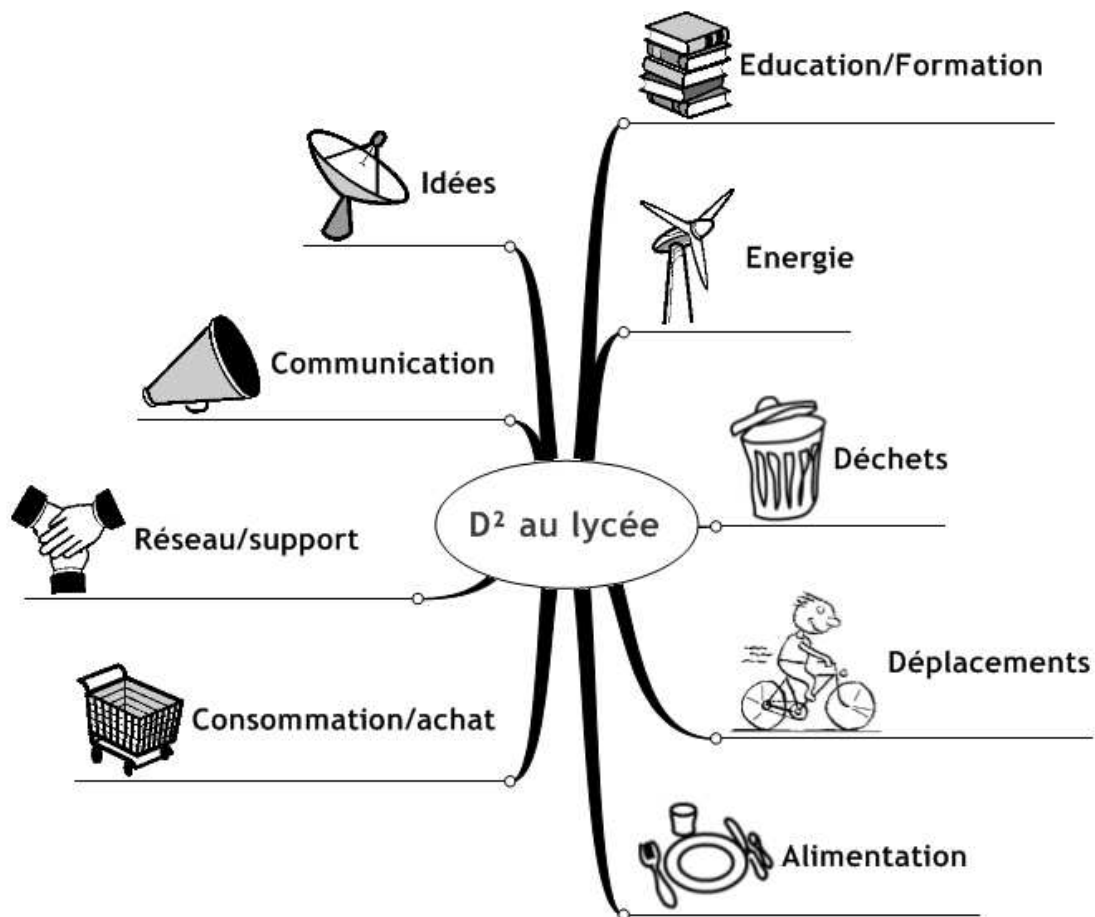 Education/Formation
Idées
Energie
Communication
Déchets
D² au lycée
Réseau/support
Déplacements
Consommation/achat
Alimentation